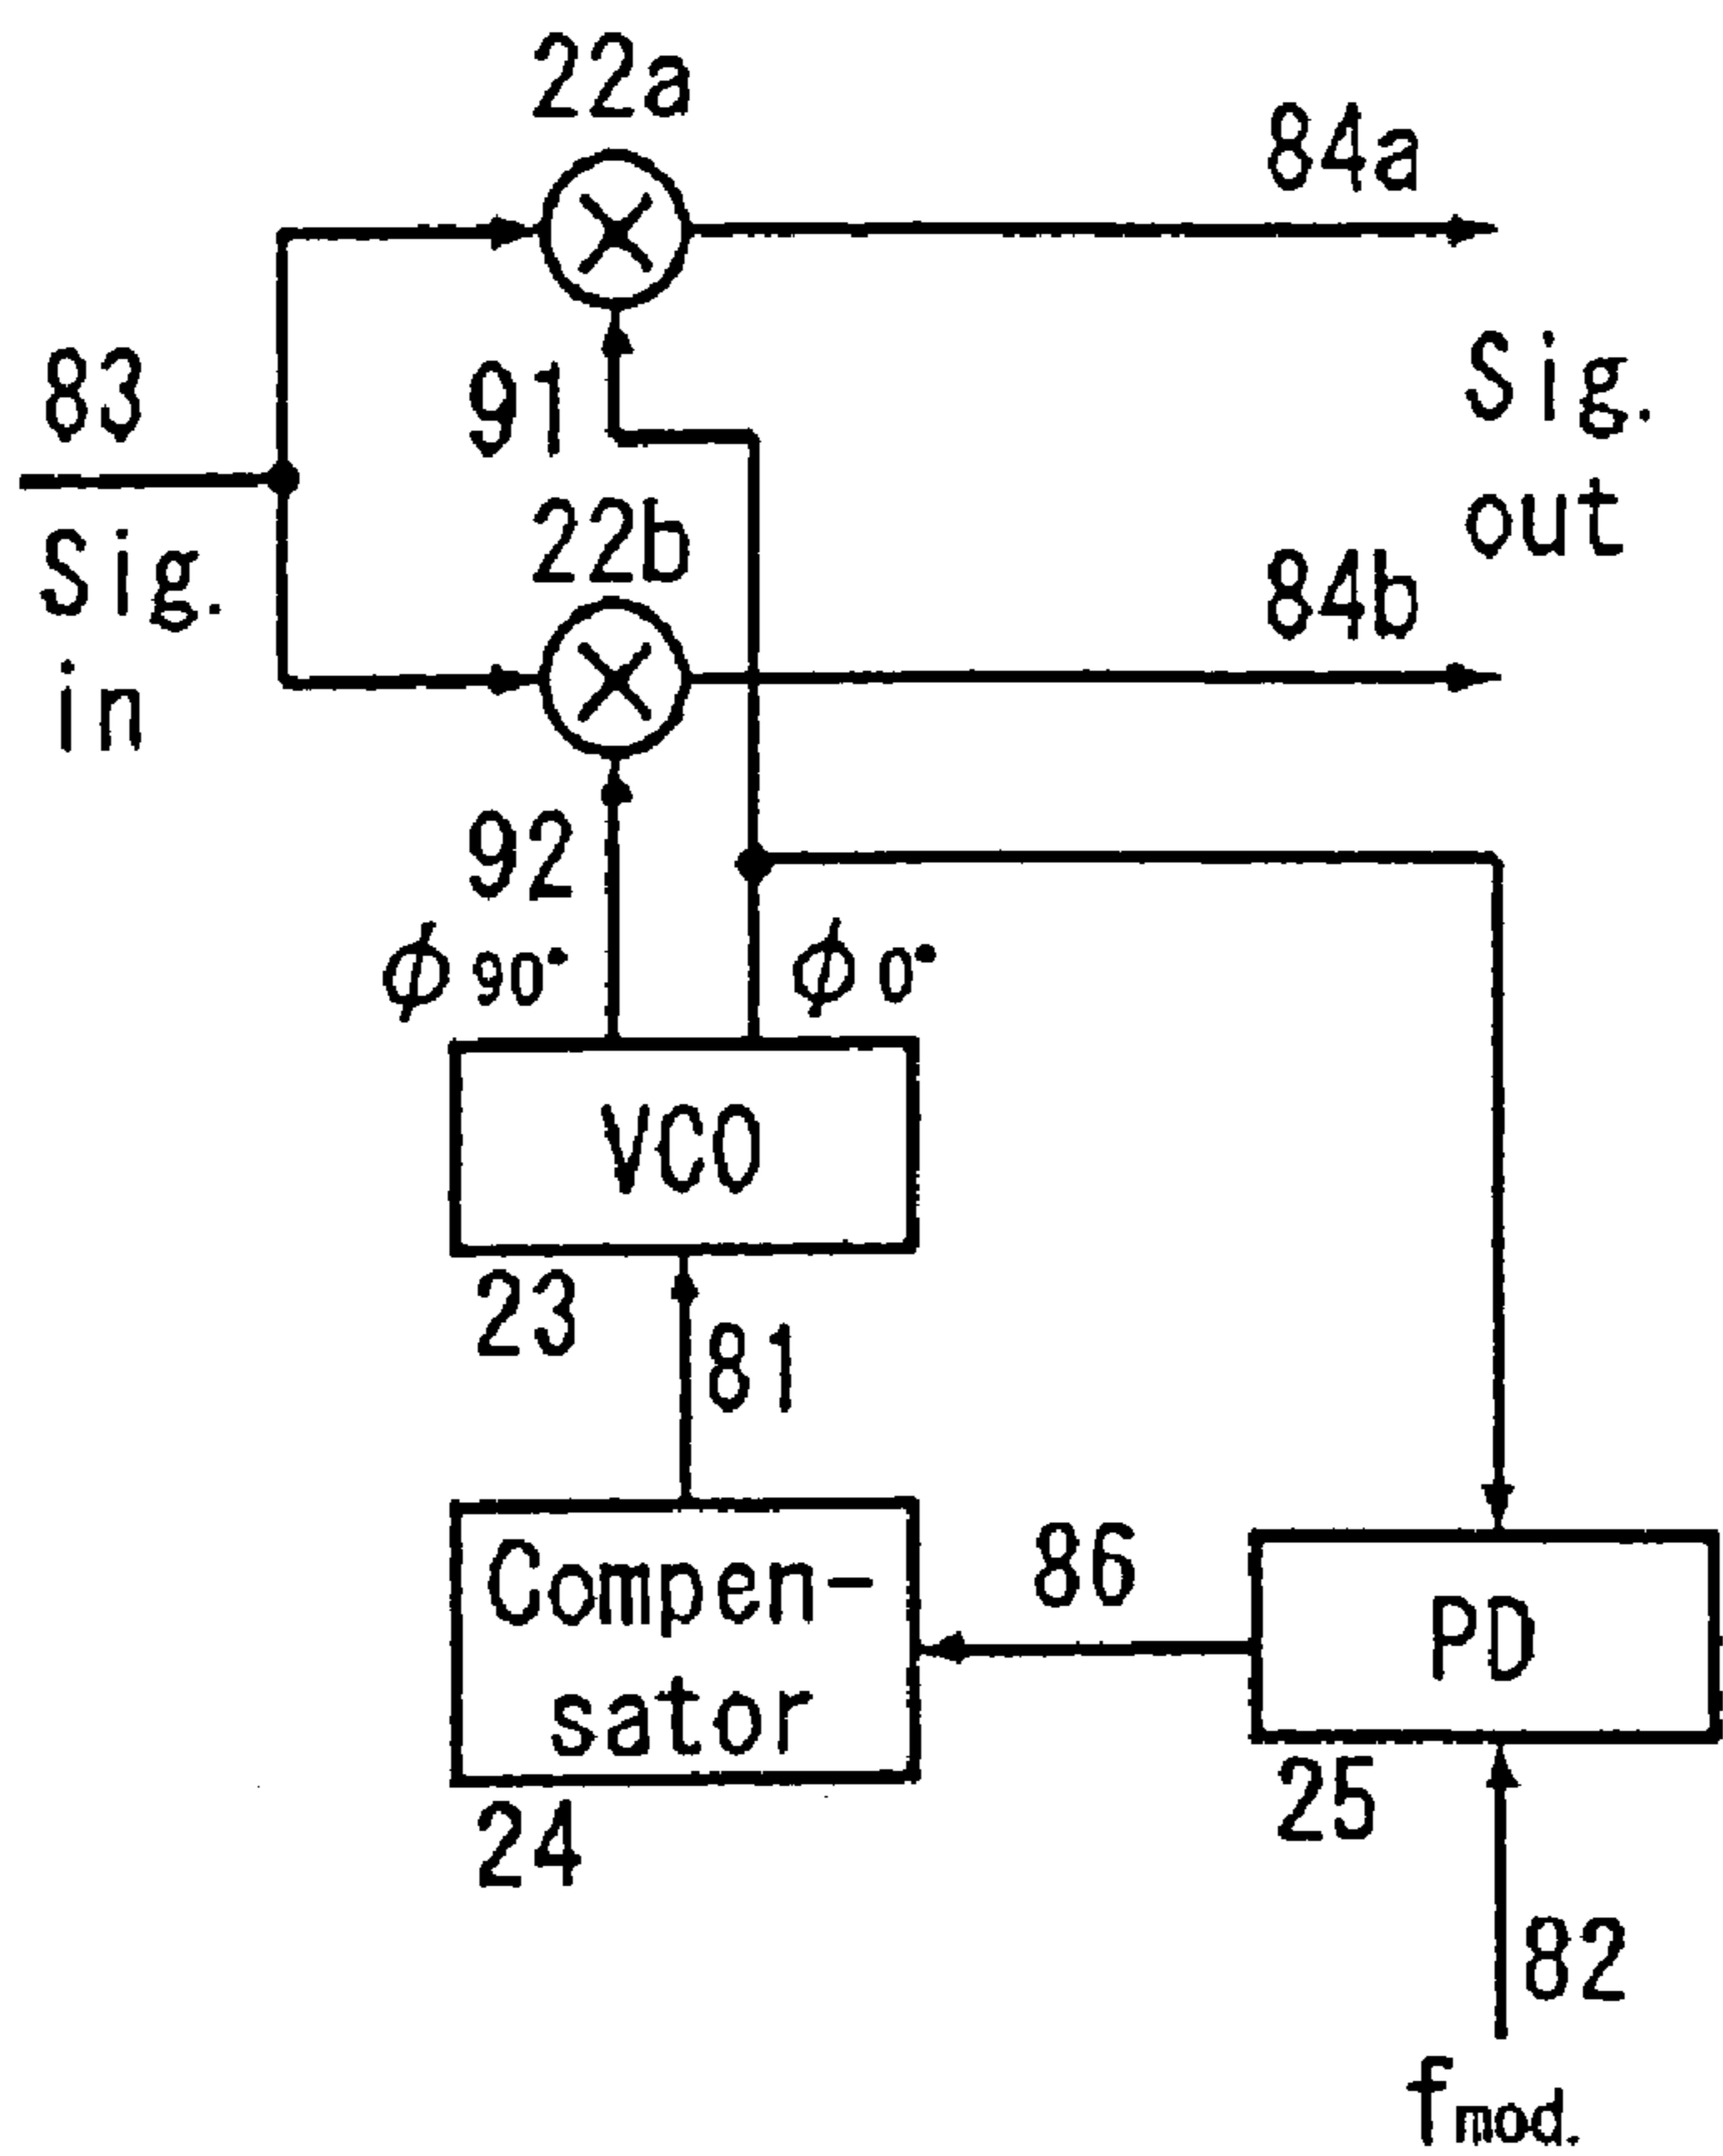 22a
84a
83
Sig.
in
91
Sig.
out
22b
84b
92
ϕ90°
ϕ0°
VCO
23
81
Compen-
sator
24
86
PD
25
82
fmod.